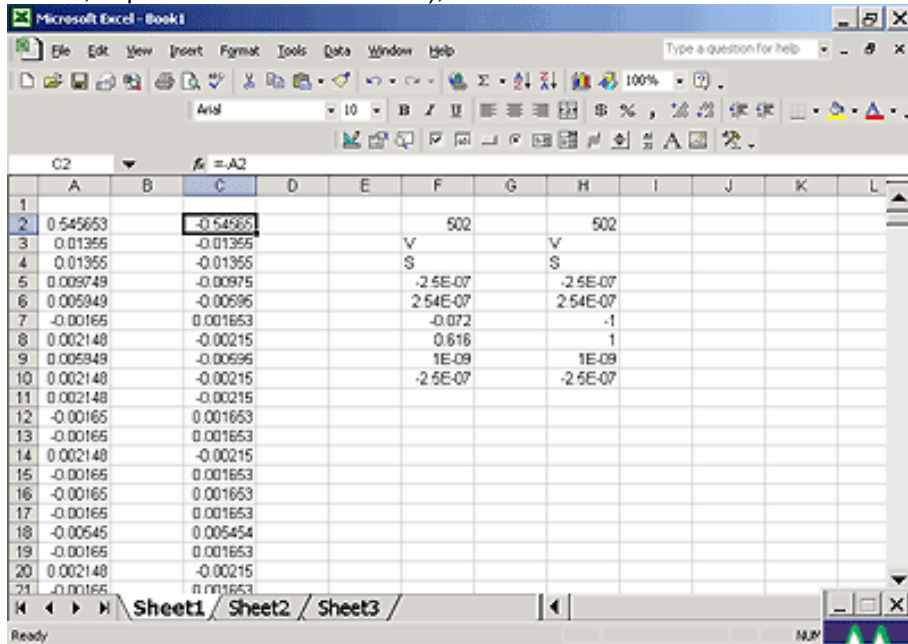 Microsoft Excel - Book1
File Edit View Insert Format Tools Data Window Help Type a question for help
100%
Arial 10 B I U $ % ,
C2 fx =-A2
A B C D E F G H I J K L
1
2 0.545653 -0.54565 502 502
3 0.01355 -0.01355 V V
4 0.01355 -0.01355 S S
5 0.009749 -0.00975 -2.5E-07 -2.5E-07
6 0.005949 -0.00595 2.54E-07 2.54E-07
7 -0.00165 0.001653 -0.072 -1
8 0.002148 -0.00215 0.616 1
9 0.005949 -0.00595 1E-09 1E-09
10 0.002148 -0.00215 -2.5E-07 -2.5E-07
11 0.002148 -0.00215
12 -0.00165 0.001653
13 -0.00165 0.001653
14 0.002148 -0.00215
15 -0.00165 0.001653
16 -0.00165 0.001653
17 -0.00165 0.001653
18 -0.00545 0.005454
19 -0.00165 0.001653
20 0.002148 -0.00215
21 -0.00165 0.001653
Sheet1 Sheet2 Sheet3
Ready NUM